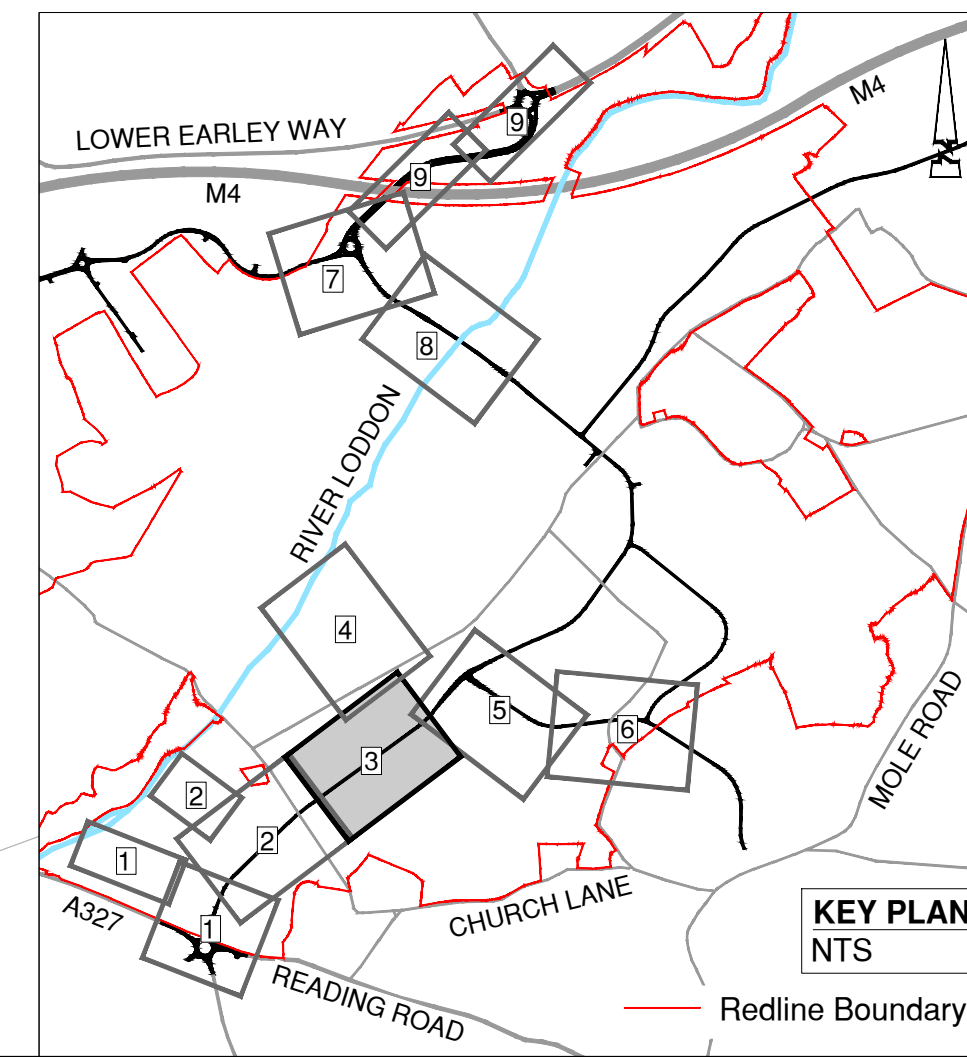 LOWER EARLEY WAY
M4
M4
N
9
9
7
8
RIVER LODDON
4
5
6
3
2
2
1
1
A327
CHURCH LANE
READING ROAD
MOLE ROAD
KEY PLAN
NTS
Redline Boundary